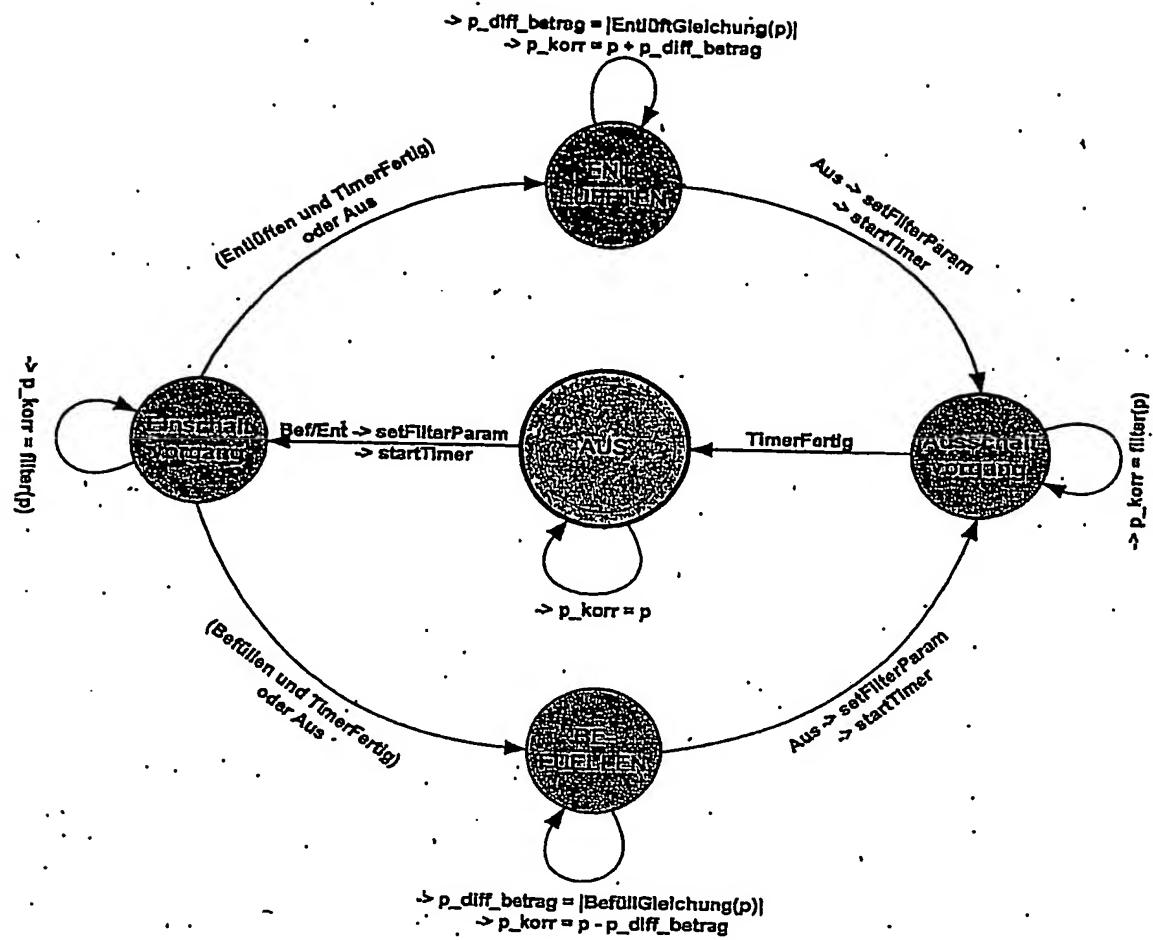 -> p_diff_betrag = |EntlüftGleichung(p)|
-> p_korr = p + p_diff_betrag
ENT-
LUEFTEN
(Entlüften und TimerFertig)
oder Aus
Aus -> setFilterParam
-> startTimer
-> p_korr = filter(p)
Einschalt
vorgang
Bef/Ent -> setFilterParam
-> startTimer
AUS
TimerFertig
Ausschalt
vorgang
-> p_korr = filter(p)
-> p_korr = p
(Befüllen und TimerFertig)
oder Aus
Aus -> setFilterParam
-> startTimer
BE-
FUELLEN
-> p_diff_betrag = |BefüllGleichung(p)|
-> p_korr = p - p_diff_betrag